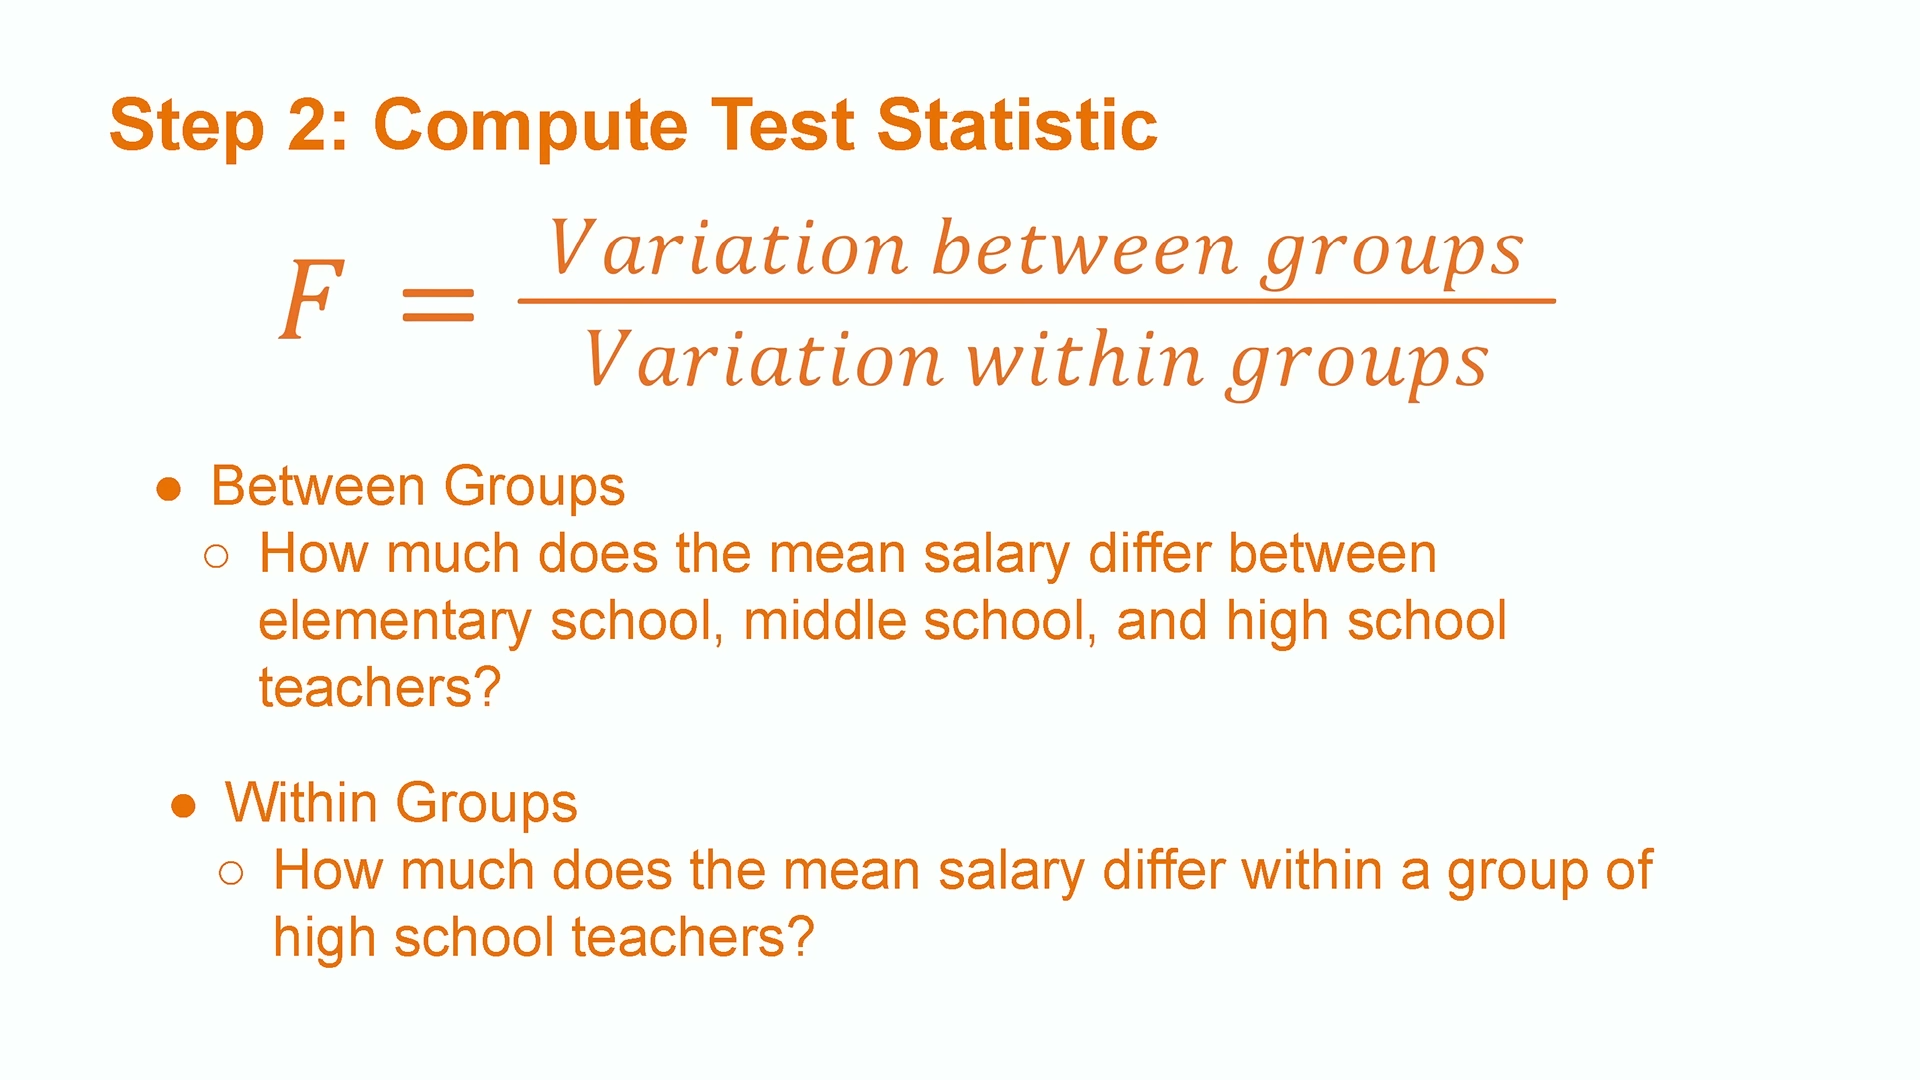 Step 2: Compute Test Statistic
F = Variation between groups / Variation within groups
● Between Groups
○ How much does the mean salary differ between
elementary school, middle school, and high school
teachers?
● Within Groups
○ How much does the mean salary differ within a group of
high school teachers?